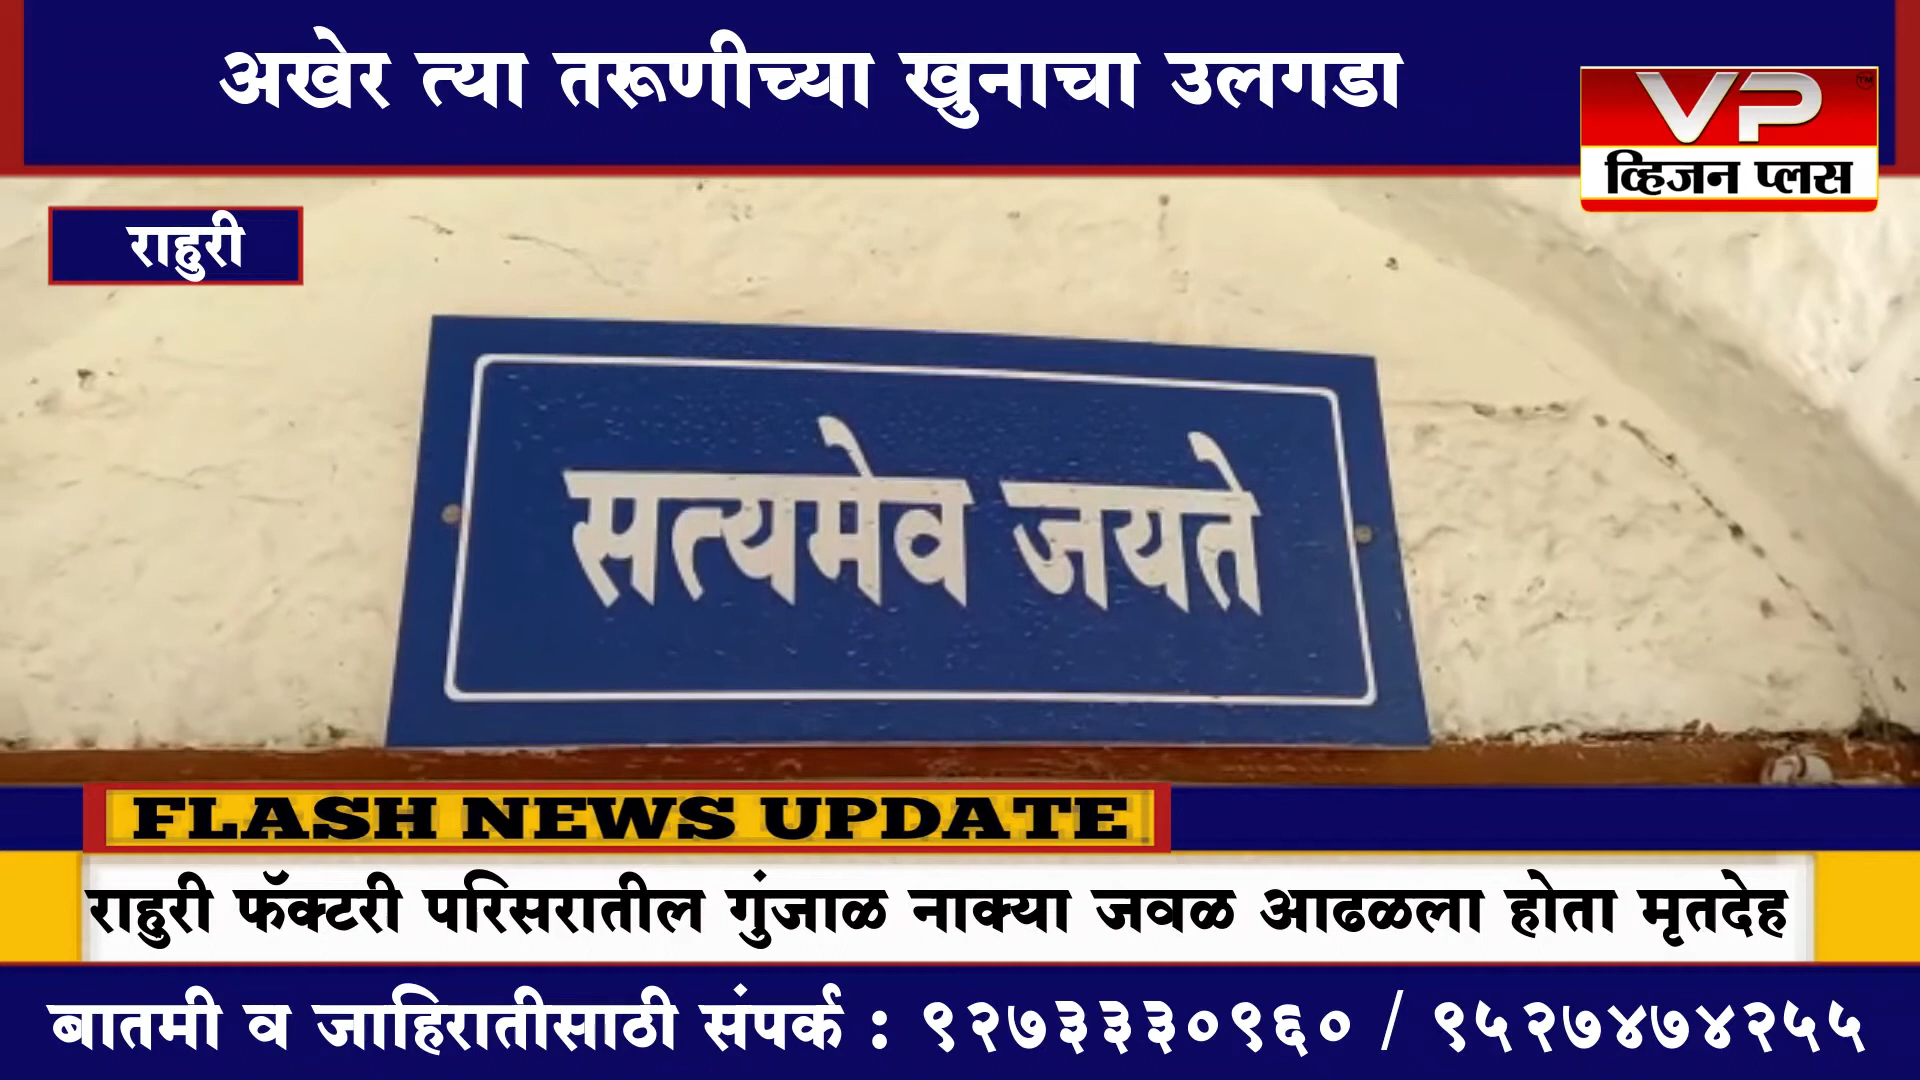 अखेर त्या तरूणीच्या खुनाचा उलगडा
VP
TM
व्हिजन प्लस
राहुरी
सत्यमेव जयते
FLASH NEWS UPDATE
राहुरी फॅक्टरी परिसरातील गुंजाळ नाक्या जवळ आढळला होता मृतदेह
बातमी व जाहिरातीसाठी संपर्क : ९२७३३३०९६० / ९५२७४७४२५५